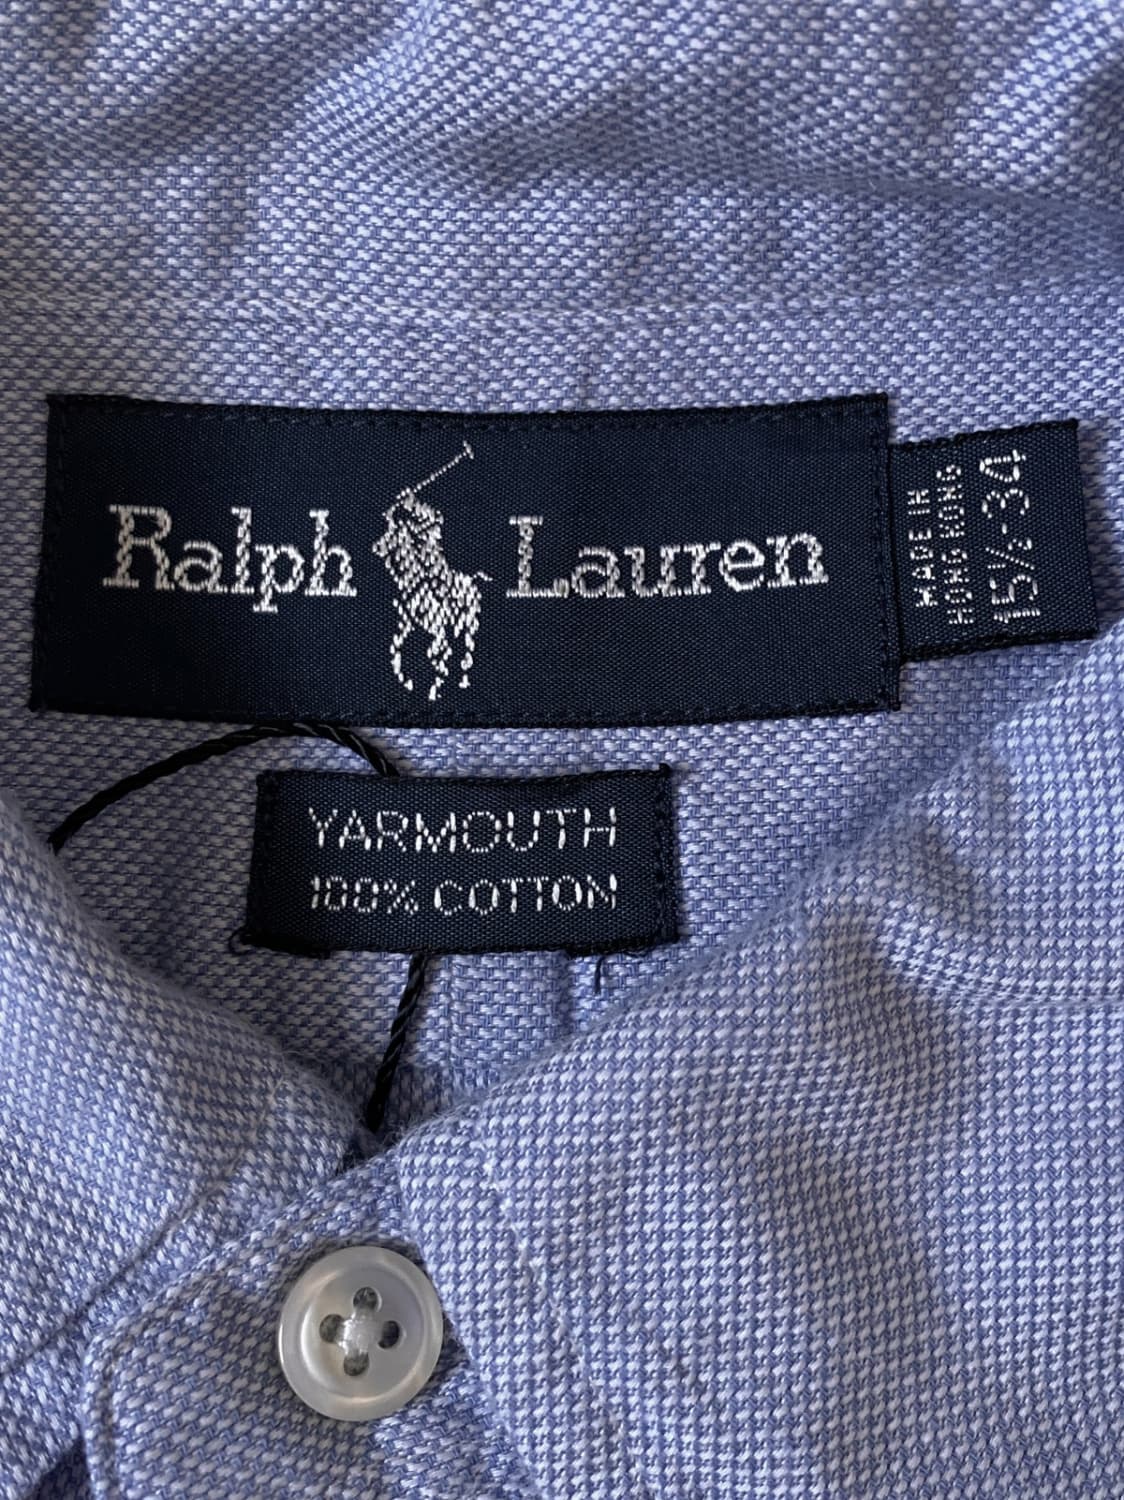 Ralph Lauren
MADE IN
HONG KONG
15½-34
YARMOUTH
100% COTTON